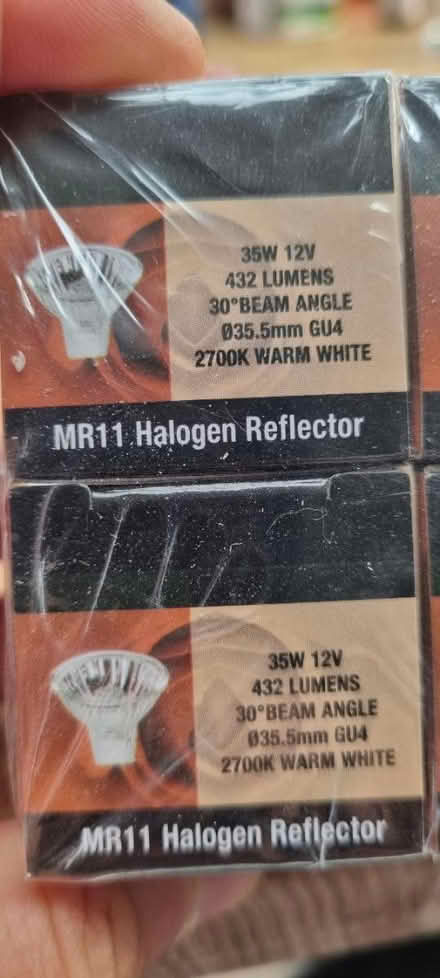 35W 12V
432 LUMENS
30°BEAM ANGLE
Ø35.5mm GU4
2700K WARM WHITE
MR11 Halogen Reflector
35W 12V
432 LUMENS
30°BEAM ANGLE
Ø35.5mm GU4
2700K WARM WHITE
MR11 Halogen Reflector